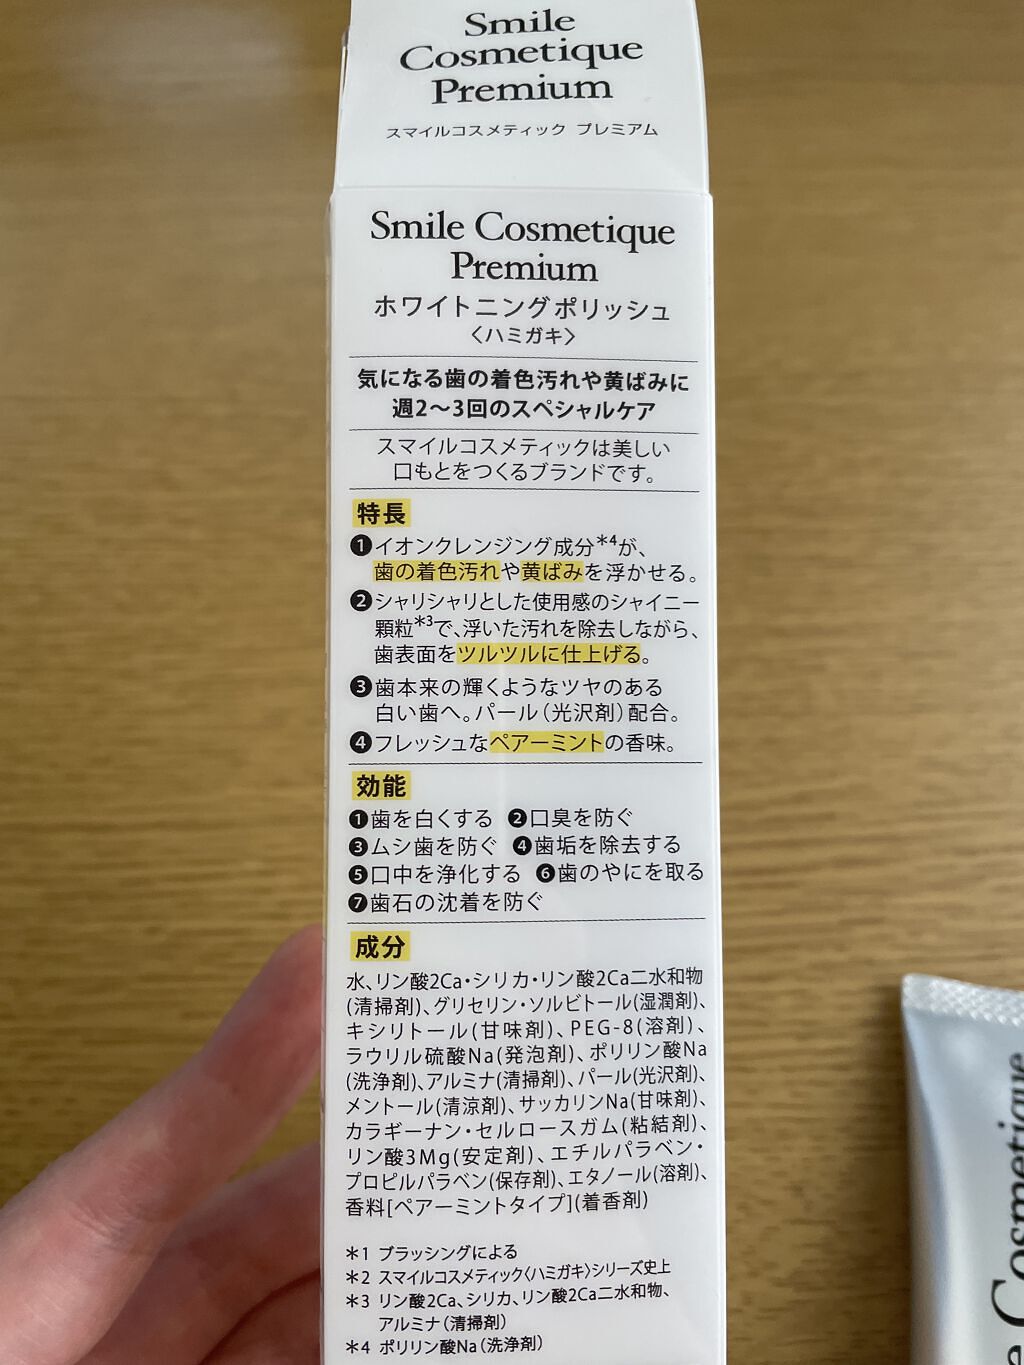 Smile
Cosmetique
Premium
スマイルコスメティック プレミアム
Smile Cosmetique
Premium
ホワイトニングポリッシュ
〈ハミガキ〉
気になる歯の着色汚れや黄ばみに
週2〜3回のスペシャルケア
スマイルコスメティックは美しい
口もとをつくるブランドです。
特長
❶イオンクレンジング成分*4が、
歯の着色汚れや黄ばみを浮かせる。
❷シャリシャリとした使用感のシャイニー
顆粒*3で、浮いた汚れを除去しながら、
歯表面をツルツルに仕上げる。
❸歯本来の輝くようなツヤのある
白い歯へ。パール(光沢剤)配合。
❹フレッシュなペアーミントの香味。
効能
❶歯を白くする ❷口臭を防ぐ
❸ムシ歯を防ぐ ❹歯垢を除去する
❺口中を浄化する ❻歯のやにを取る
❼歯石の沈着を防ぐ
成分
水、リン酸2Ca・シリカ・リン酸2Ca二水和物
(清掃剤)、グリセリン・ソルビトール(湿潤剤)、
キシリトール(甘味剤)、PEG-8(溶剤)、
ラウリル硫酸Na(発泡剤)、ポリリン酸Na
(洗浄剤)、アルミナ(清掃剤)、パール(光沢剤)、
メントール(清涼剤)、サッカリンNa(甘味剤)、
カラギーナン・セルロースガム(粘結剤)、
リン酸3Mg(安定剤)、エチルパラベン・
プロピルパラベン(保存剤)、エタノール(溶剤)、
香料[ペアーミントタイプ](着香剤)
*1 ブラッシングによる
*2 スマイルコスメティック〈ハミガキ〉シリーズ史上
*3 リン酸2Ca、シリカ、リン酸2Ca二水和物、
アルミナ(清掃剤)
*4 ポリリン酸Na(洗浄剤)
e Cosmetique